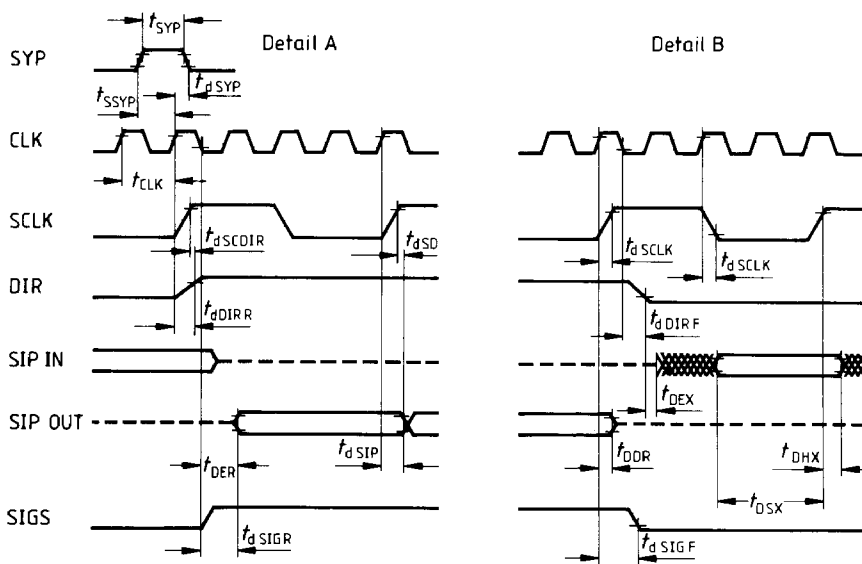 Detail A
Detail B
SYP
tSYP
tdSYP
tSSYP
CLK
tCLK
SCLK
tdSCDIR
tdSD
tdSCLK
tdSCLK
DIR
tdDIRR
tdDIRF
SIP IN
tDEX
SIP OUT
tDER
tdSIP
tDDR
tDHX
tDSX
SIGS
tdSIGR
tdSIGF